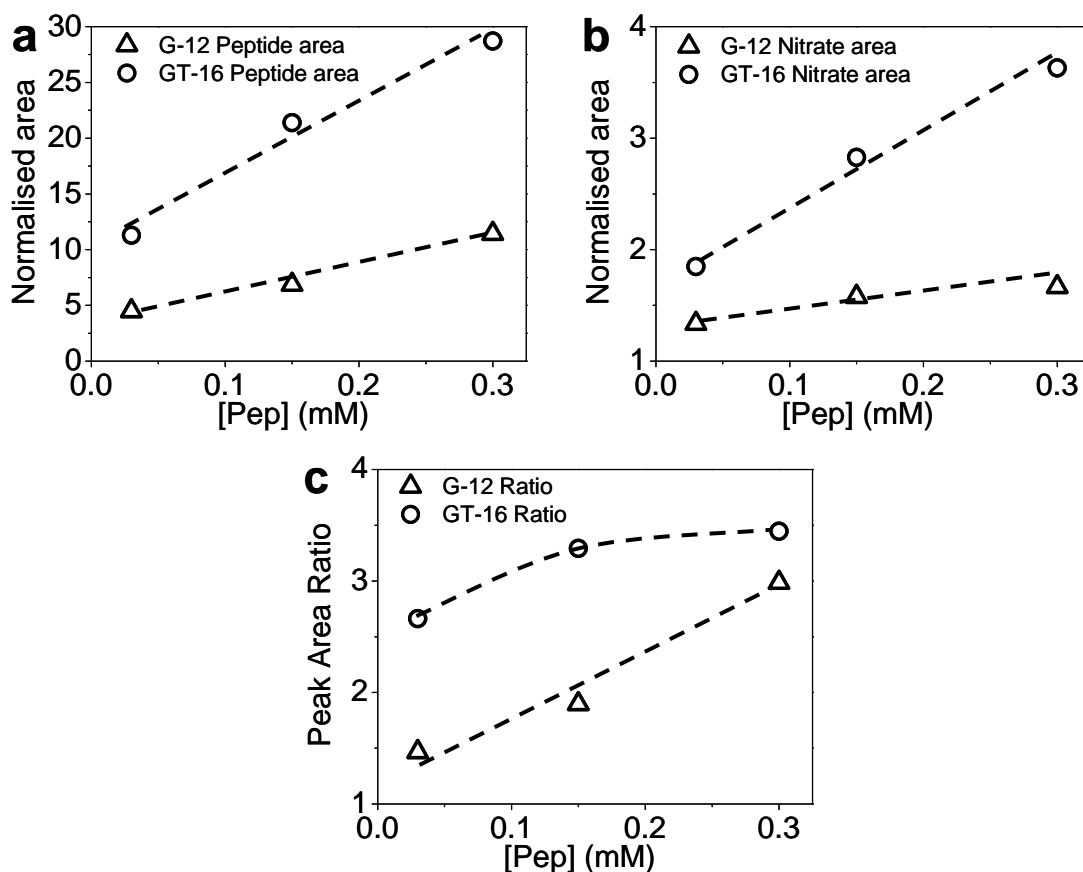 a
G-12 Peptide area
GT-16 Peptide area
Normalised area
30
25
20
15
10
5
0
0.0 0.1 0.2 0.3
[Pep] (mM)
b
G-12 Nitrate area
GT-16 Nitrate area
Normalised area
4
3
2
1
0.0 0.1 0.2 0.3
[Pep] (mM)
c
G-12 Ratio
GT-16 Ratio
Peak Area Ratio
4
3
2
1
0.0 0.1 0.2 0.3
[Pep] (mM)